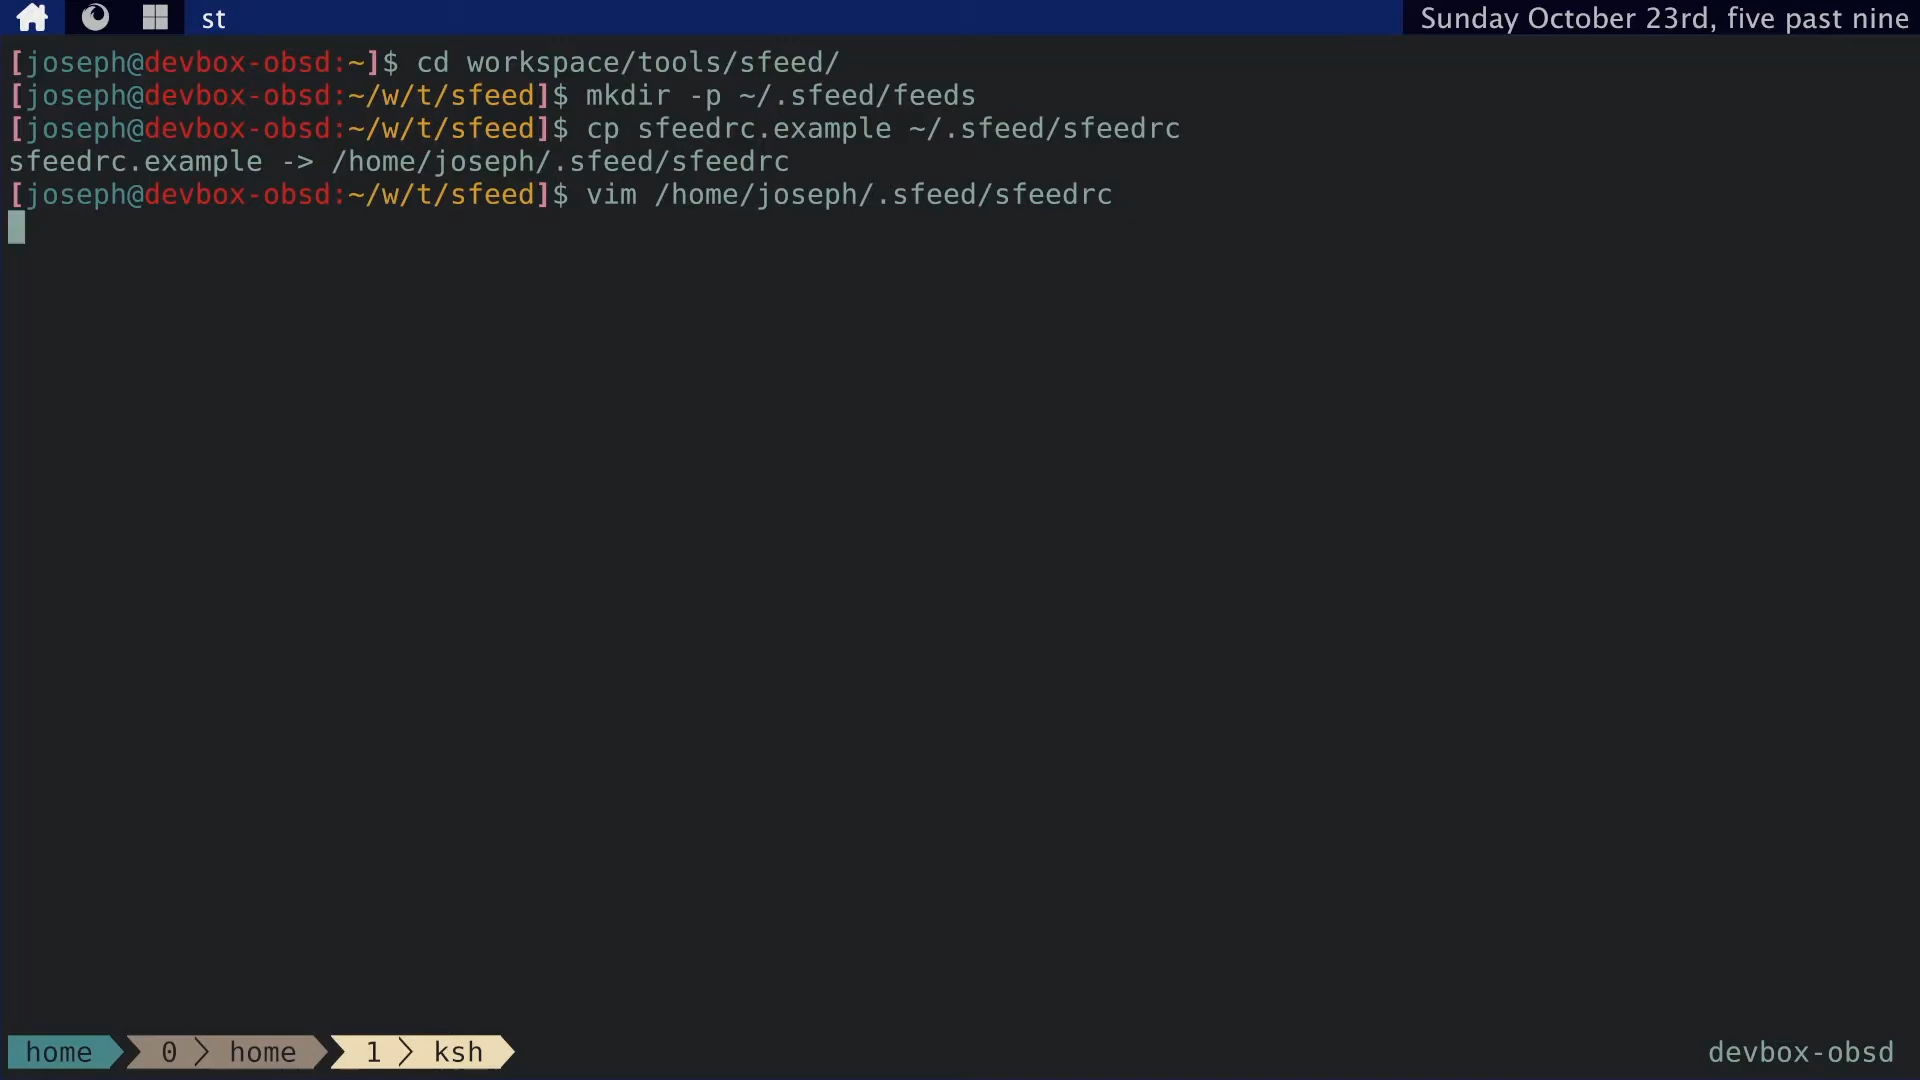 st
Sunday October 23rd, five past nine
[joseph@devbox-obsd:~]$ cd workspace/tools/sfeed/
[joseph@devbox-obsd:~/w/t/sfeed]$ mkdir -p ~/.sfeed/feeds
[joseph@devbox-obsd:~/w/t/sfeed]$ cp sfeedrc.example ~/.sfeed/sfeedrc
sfeedrc.example -> /home/joseph/.sfeed/sfeedrc
[joseph@devbox-obsd:~/w/t/sfeed]$ vim /home/joseph/.sfeed/sfeedrc
home 0 home 1 ksh
devbox-obsd